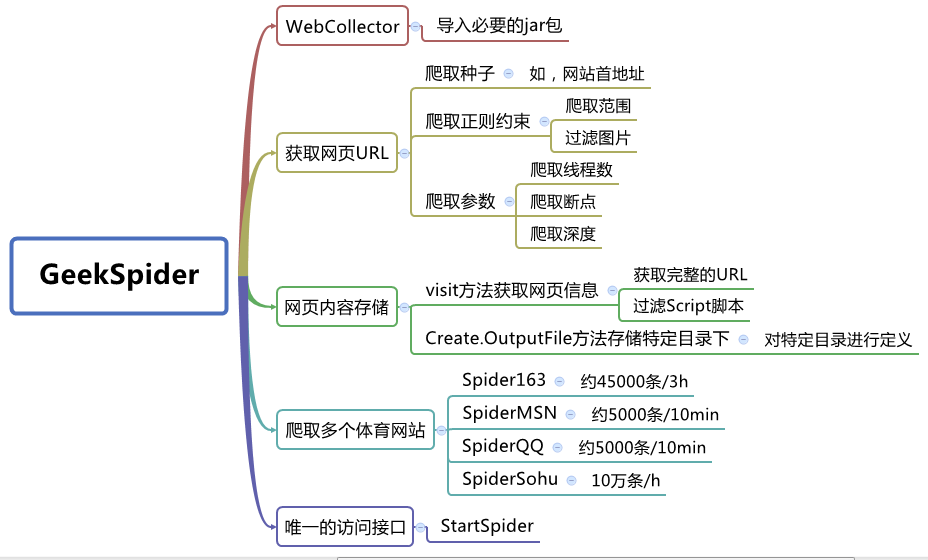 GeekSpider
WebCollector
导入必要的jar包
获取网页URL
爬取种子
如，网站首地址
爬取正则约束
爬取范围
过滤图片
爬取参数
爬取线程数
爬取断点
爬取深度
网页内容存储
visit方法获取网页信息
获取完整的URL
过滤Script脚本
Create.OutputFile方法存储特定目录下
对特定目录进行定义
爬取多个体育网站
Spider163
约45000条/3h
SpiderMSN
约5000条/10min
SpiderQQ
约5000条/10min
SpiderSohu
10万条/h
唯一的访问接口
StartSpider